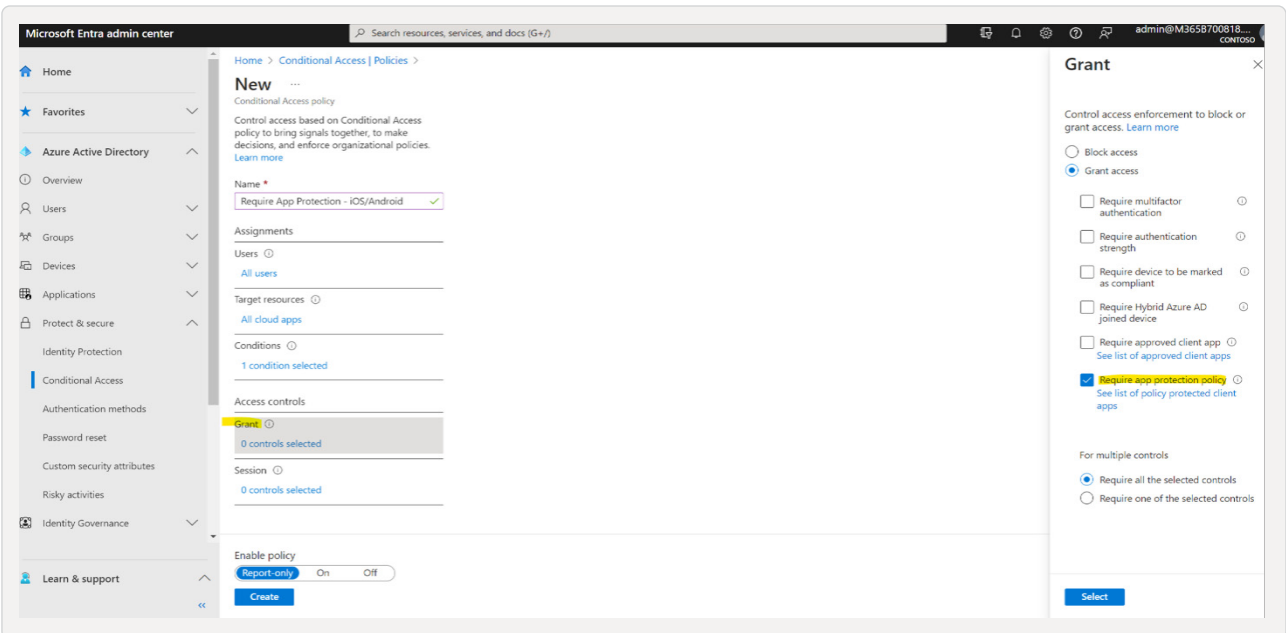 Microsoft Entra admin center
Search resources, services, and docs (G+/)
admin@M365B700818....
CONTOSO
Home
Favorites
Azure Active Directory
Overview
Users
Groups
Devices
Applications
Protect & secure
Identity Protection
Conditional Access
Authentication methods
Password reset
Custom security attributes
Risky activities
Identity Governance
Learn & support
Home > Conditional Access | Policies >
New ...
Conditional Access policy
Control access based on Conditional Access
policy to bring signals together, to make
decisions, and enforce organizational policies.
Learn more
Name *
Require App Protection - iOS/Android
Assignments
Users
All users
Target resources
All cloud apps
Conditions
1 condition selected
Access controls
Grant
0 controls selected
Session
0 controls selected
Enable policy
Report-only On Off
Create
Grant
Control access enforcement to block or
grant access. Learn more
Block access
Grant access
Require multifactor
authentication
Require authentication
strength
Require device to be marked
as compliant
Require Hybrid Azure AD
joined device
Require approved client app
See list of approved client apps
Require app protection policy
See list of policy protected client
apps
For multiple controls
Require all the selected controls
Require one of the selected controls
Select